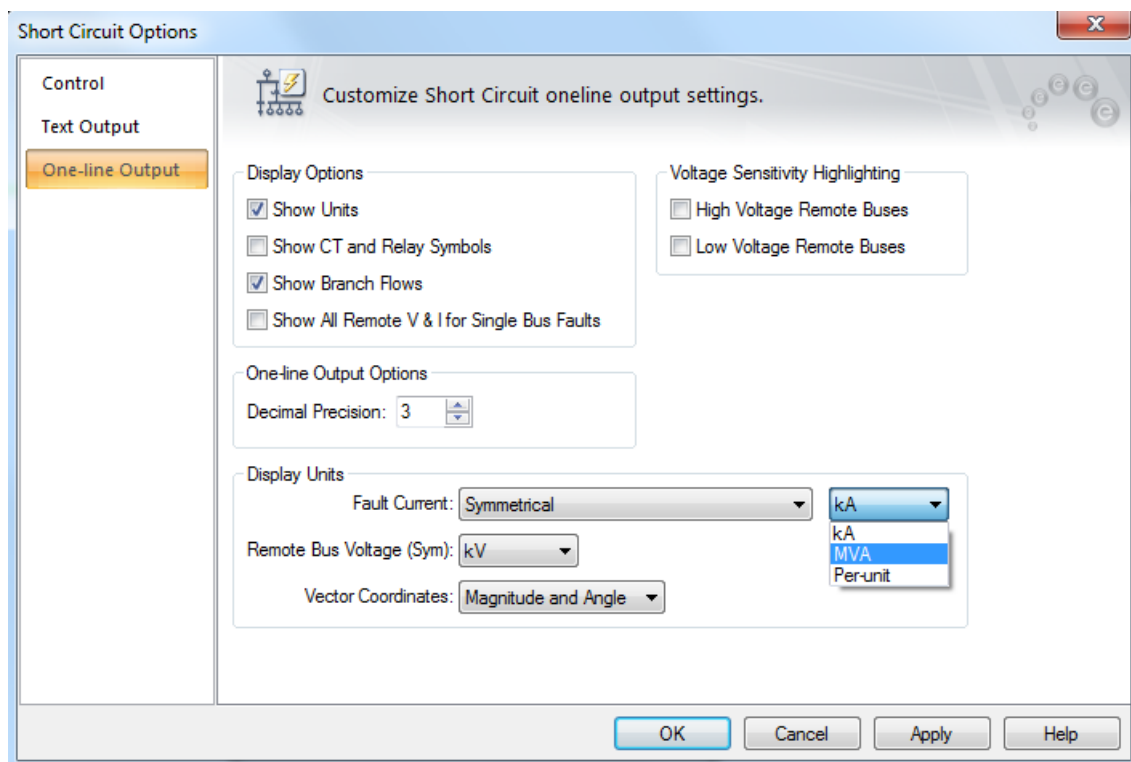 Short Circuit Options
x
Control
Text Output
One-line Output
Customize Short Circuit oneline output settings.
Display Options
Show Units
Show CT and Relay Symbols
Show Branch Flows
Show All Remote V & I for Single Bus Faults
Voltage Sensitivity Highlighting
High Voltage Remote Buses
Low Voltage Remote Buses
One-line Output Options
Decimal Precision: 3
Display Units
Fault Current: Symmetrical kA
kA
MVA
Per-unit
Remote Bus Voltage (Sym): kV
Vector Coordinates: Magnitude and Angle
OK Cancel Apply Help